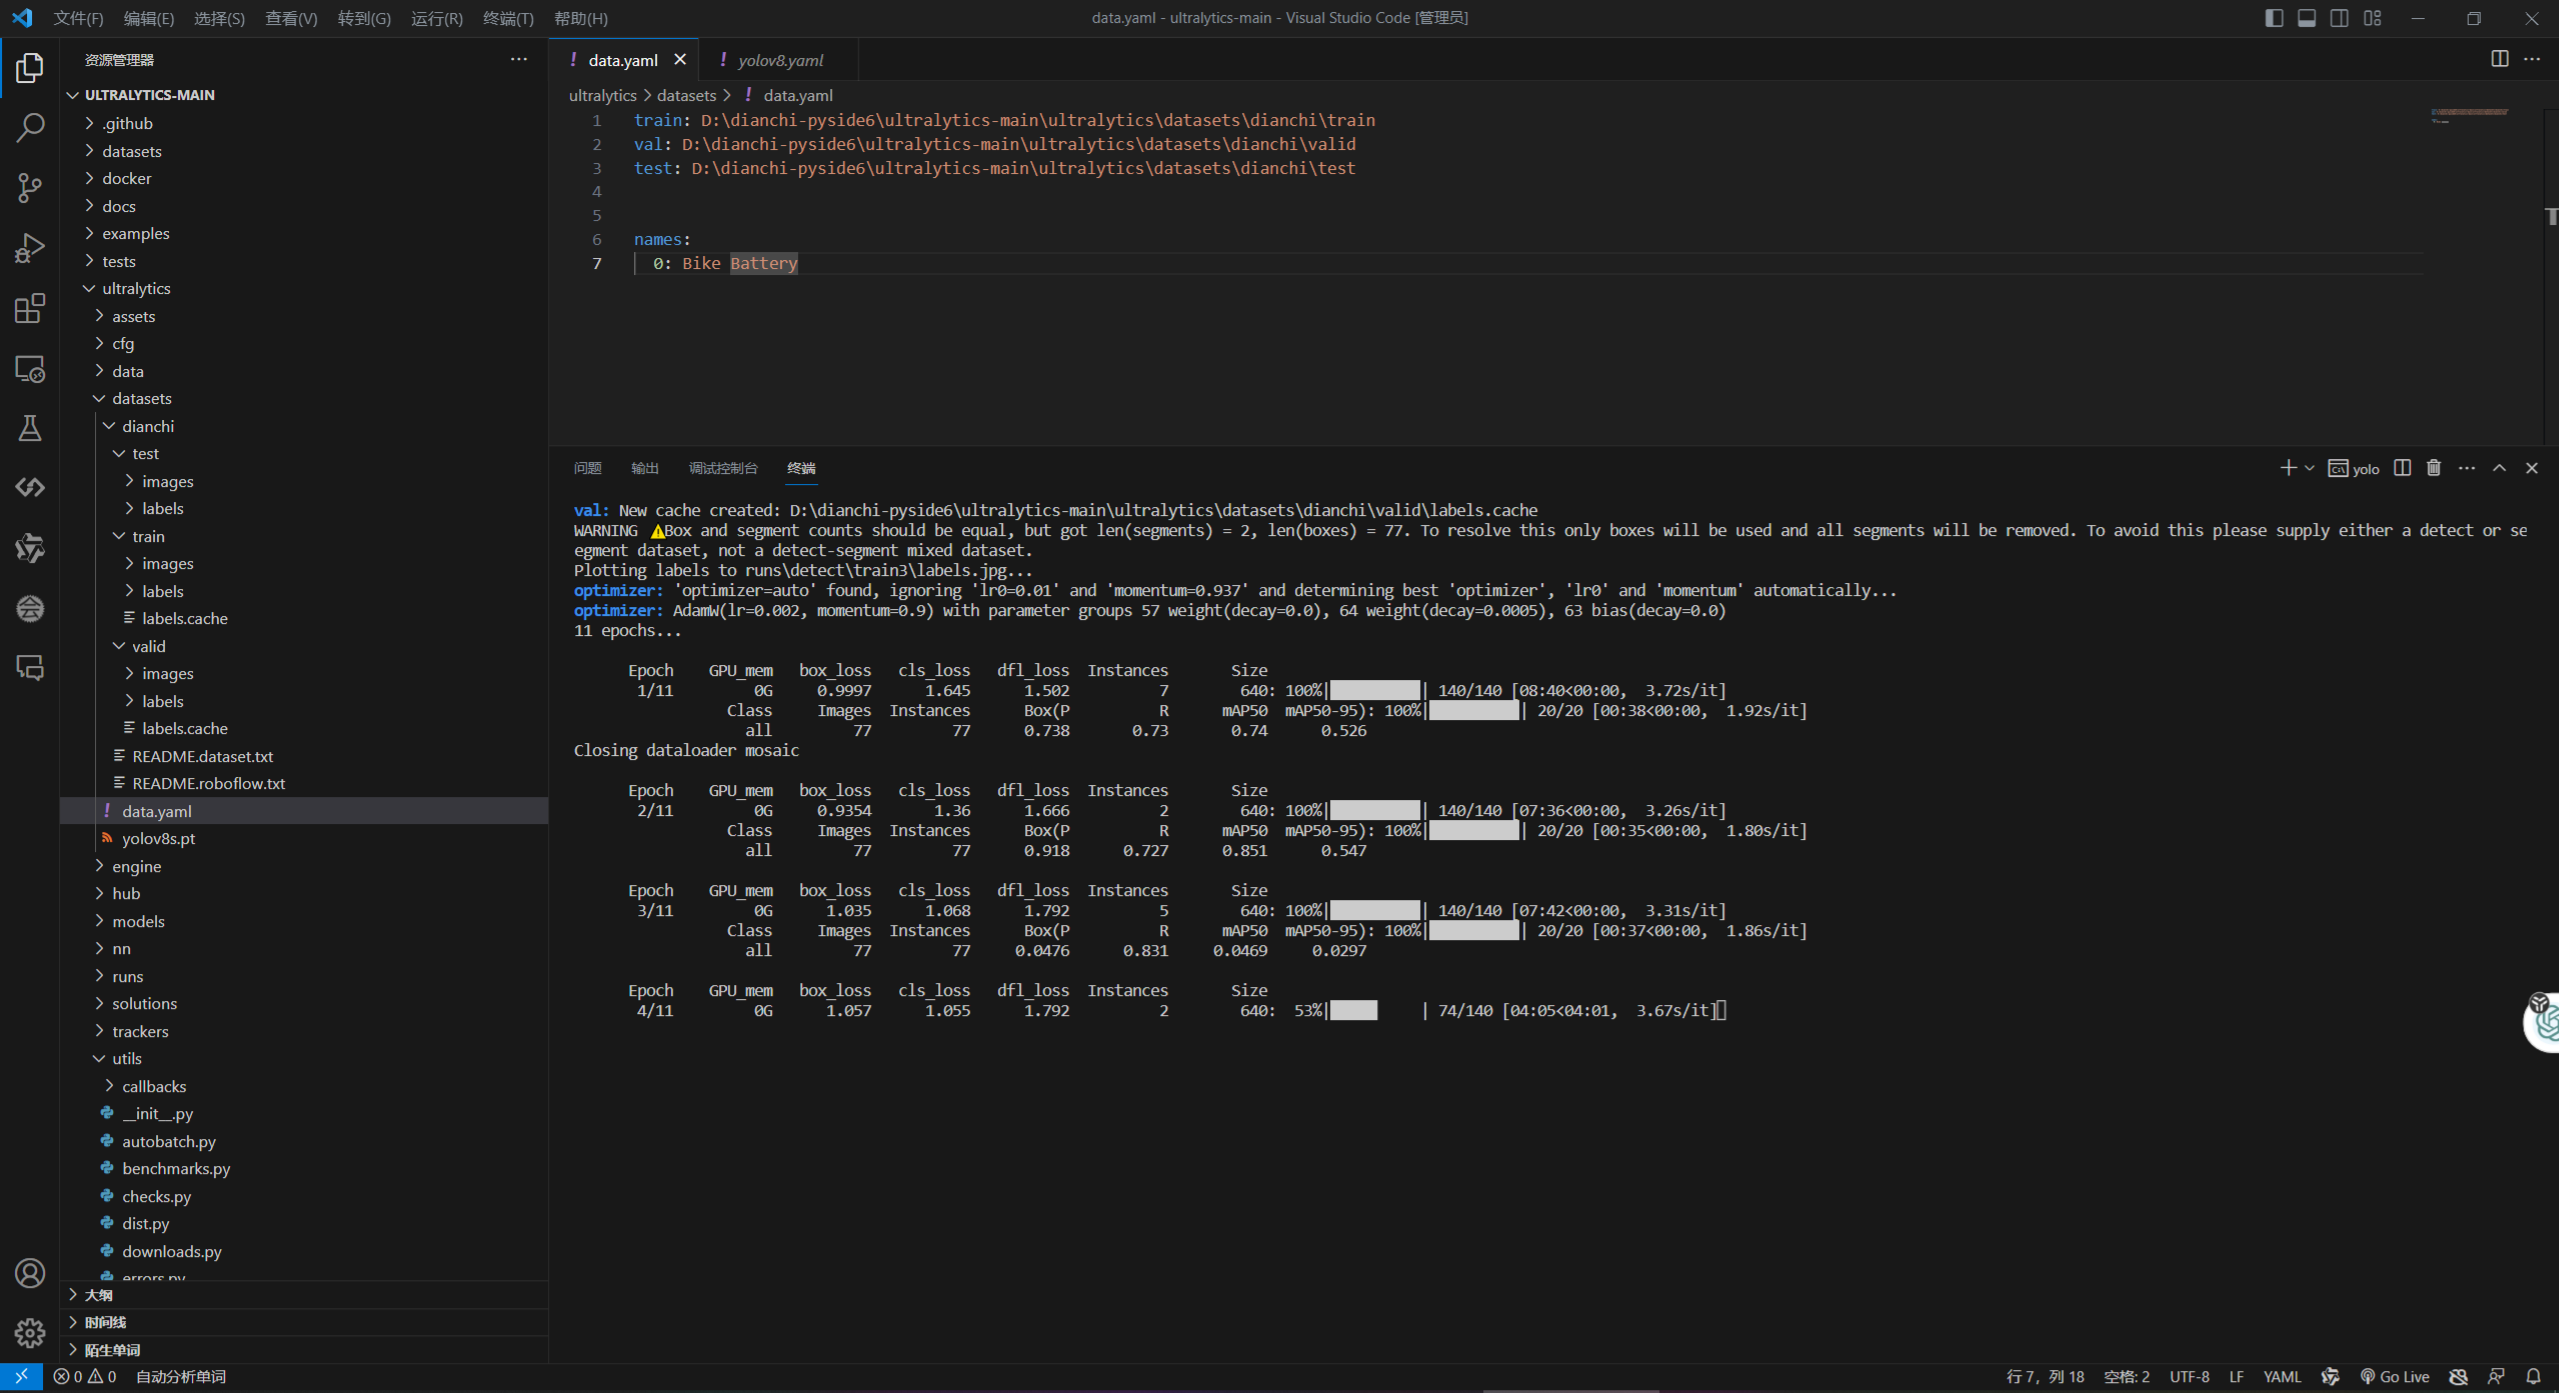 文件(F) 编辑(E) 选择(S) 查看(V) 转到(G) 运行(R) 终端(T) 帮助(H)
data.yaml - ultralytics-main - Visual Studio Code [管理员]
资源管理器
ULTRALYTICS-MAIN
.github
datasets
docker
docs
examples
tests
ultralytics
assets
cfg
data
datasets
dianchi
test
images
labels
train
images
labels
labels.cache
valid
images
labels
labels.cache
README.dataset.txt
README.roboflow.txt
data.yaml
yolov8s.pt
engine
hub
models
nn
runs
solutions
trackers
utils
callbacks
__init__.py
autobatch.py
benchmarks.py
checks.py
dist.py
downloads.py
errors.py
大纲
时间线
陌生单词
! data.yaml
! yolov8.yaml
ultralytics > datasets > ! data.yaml
1 train: D:\dianchi-pyside6\ultralytics-main\ultralytics\datasets\dianchi\train
2 val: D:\dianchi-pyside6\ultralytics-main\ultralytics\datasets\dianchi\valid
3 test: D:\dianchi-pyside6\ultralytics-main\ultralytics\datasets\dianchi\test
4
5
6 names:
7 0: Bike Battery
问题 输出 调试控制台 终端
yolo
val: New cache created: D:\dianchi-pyside6\ultralytics-main\ultralytics\datasets\dianchi\valid\labels.cache
WARNING ⚠️Box and segment counts should be equal, but got len(segments) = 2, len(boxes) = 77. To resolve this only boxes will be used and all segments will be removed. To avoid this please supply either a detect or se
egment dataset, not a detect-segment mixed dataset.
Plotting labels to runs\detect\train3\labels.jpg...
optimizer: 'optimizer=auto' found, ignoring 'lr0=0.01' and 'momentum=0.937' and determining best 'optimizer', 'lr0' and 'momentum' automatically...
optimizer: AdamW(lr=0.002, momentum=0.9) with parameter groups 57 weight(decay=0.0), 64 weight(decay=0.0005), 63 bias(decay=0.0)
11 epochs...
Epoch GPU_mem box_loss cls_loss dfl_loss Instances Size
1/11 0G 0.9997 1.645 1.502 7 640: 100%|██████████| 140/140 [08:40<00:00, 3.72s/it]
Class Images Instances Box(P R mAP50 mAP50-95): 100%|██████████| 20/20 [00:38<00:00, 1.92s/it]
all 77 77 0.738 0.73 0.74 0.526
Closing dataloader mosaic
Epoch GPU_mem box_loss cls_loss dfl_loss Instances Size
2/11 0G 0.9354 1.36 1.666 2 640: 100%|██████████| 140/140 [07:36<00:00, 3.26s/it]
Class Images Instances Box(P R mAP50 mAP50-95): 100%|██████████| 20/20 [00:35<00:00, 1.80s/it]
all 77 77 0.918 0.727 0.851 0.547
Epoch GPU_mem box_loss cls_loss dfl_loss Instances Size
3/11 0G 1.035 1.068 1.792 5 640: 100%|██████████| 140/140 [07:42<00:00, 3.31s/it]
Class Images Instances Box(P R mAP50 mAP50-95): 100%|██████████| 20/20 [00:37<00:00, 1.86s/it]
all 77 77 0.0476 0.831 0.0469 0.0297
Epoch GPU_mem box_loss cls_loss dfl_loss Instances Size
4/11 0G 1.057 1.055 1.792 2 640: 53%|█████ | 74/140 [04:05<04:01, 3.67s/it]
0 0 自动分析单词
行 7，列 18 空格: 2 UTF-8 LF YAML Go Live